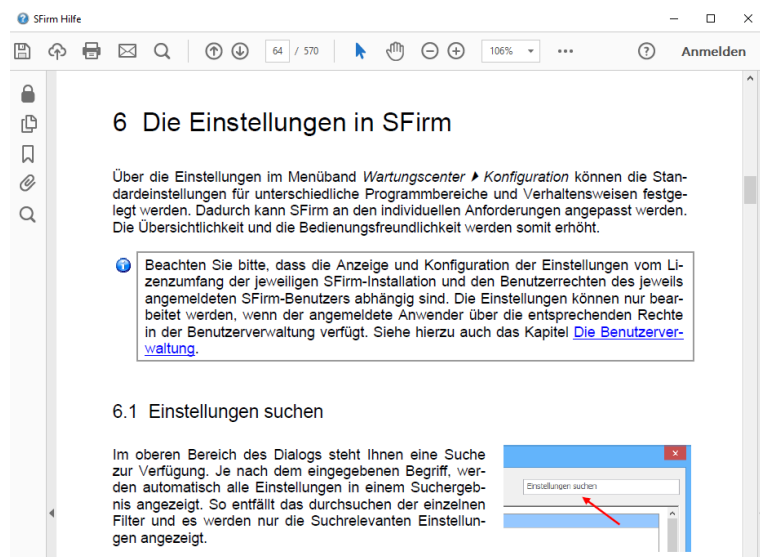 SFirm Hilfe
64 / 570
106%
Anmelden
6 Die Einstellungen in SFirm
Über die Einstellungen im Menüband Wartungscenter ▶ Konfiguration können die Stan-
dardeinstellungen für unterschiedliche Programmbereiche und Verhaltensweisen festge-
legt werden. Dadurch kann SFirm an den individuellen Anforderungen angepasst werden.
Die Übersichtlichkeit und die Bedienungsfreundlichkeit werden somit erhöht.
Beachten Sie bitte, dass die Anzeige und Konfiguration der Einstellungen vom Li-
zenzumfang der jeweiligen SFirm-Installation und den Benutzerrechten des jeweils
angemeldeten SFirm-Benutzers abhängig sind. Die Einstellungen können nur bear-
beitet werden, wenn der angemeldete Anwender über die entsprechenden Rechte
in der Benutzerverwaltung verfügt. Siehe hierzu auch das Kapitel Die Benutzerver-
waltung.
6.1 Einstellungen suchen
Im oberen Bereich des Dialogs steht Ihnen eine Suche
zur Verfügung. Je nach dem eingegebenen Begriff, wer-
den automatisch alle Einstellungen in einem Suchergeb-
nis angezeigt. So entfällt das durchsuchen der einzelnen
Filter und es werden nur die Suchrelevanten Einstellun-
gen angezeigt.
Einstellungen suchen